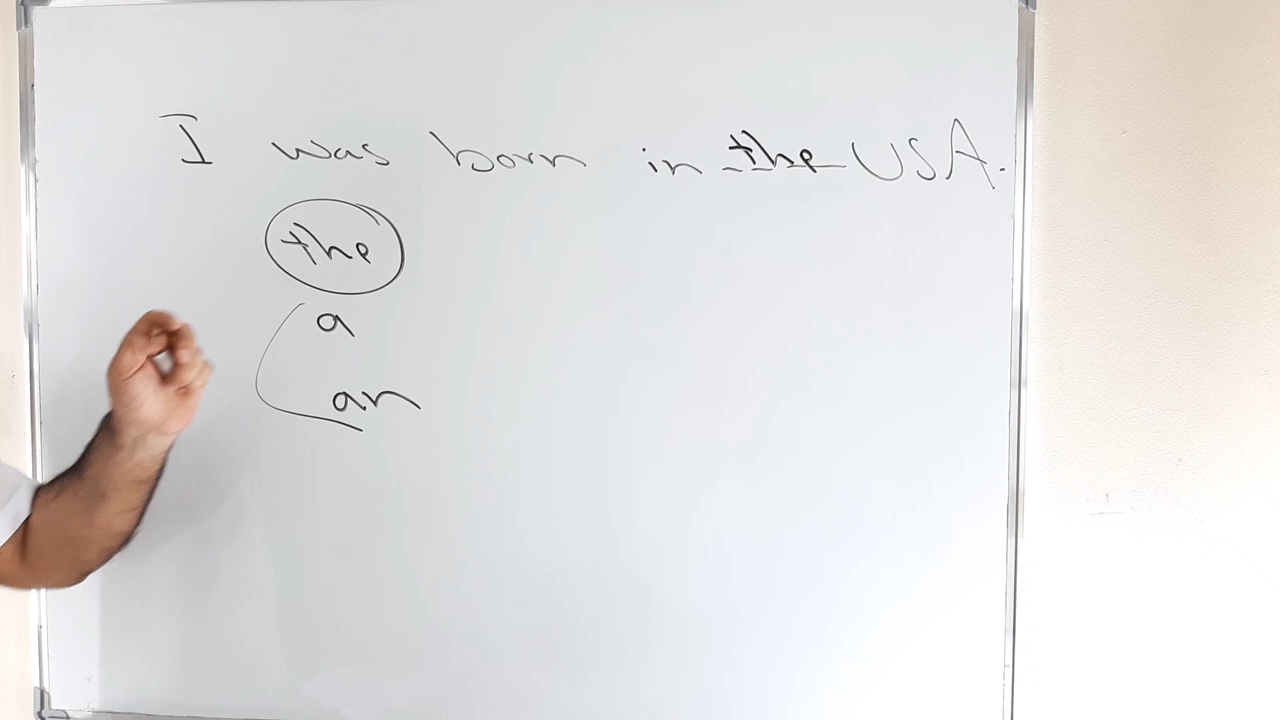 I was born in the USA.
the
a
an